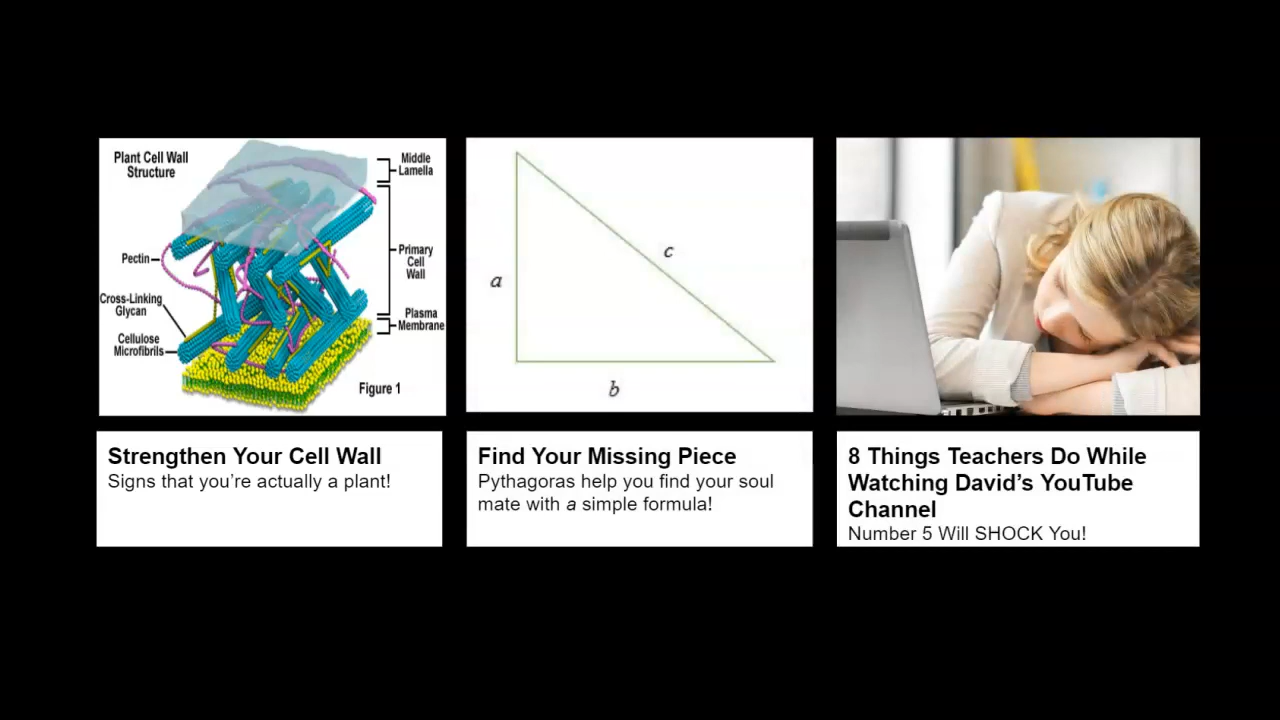 Plant Cell Wall
Structure
Middle
Lamella
Pectin
Primary
Cell
Wall
Cross-Linking
Glycan
Plasma
Membrane
Cellulose
Microfibrils
Figure 1
a
c
b
Strengthen Your Cell Wall
Signs that you’re actually a plant!
Find Your Missing Piece
Pythagoras help you find your soul
mate with a simple formula!
8 Things Teachers Do While
Watching David’s YouTube
Channel
Number 5 Will SHOCK You!